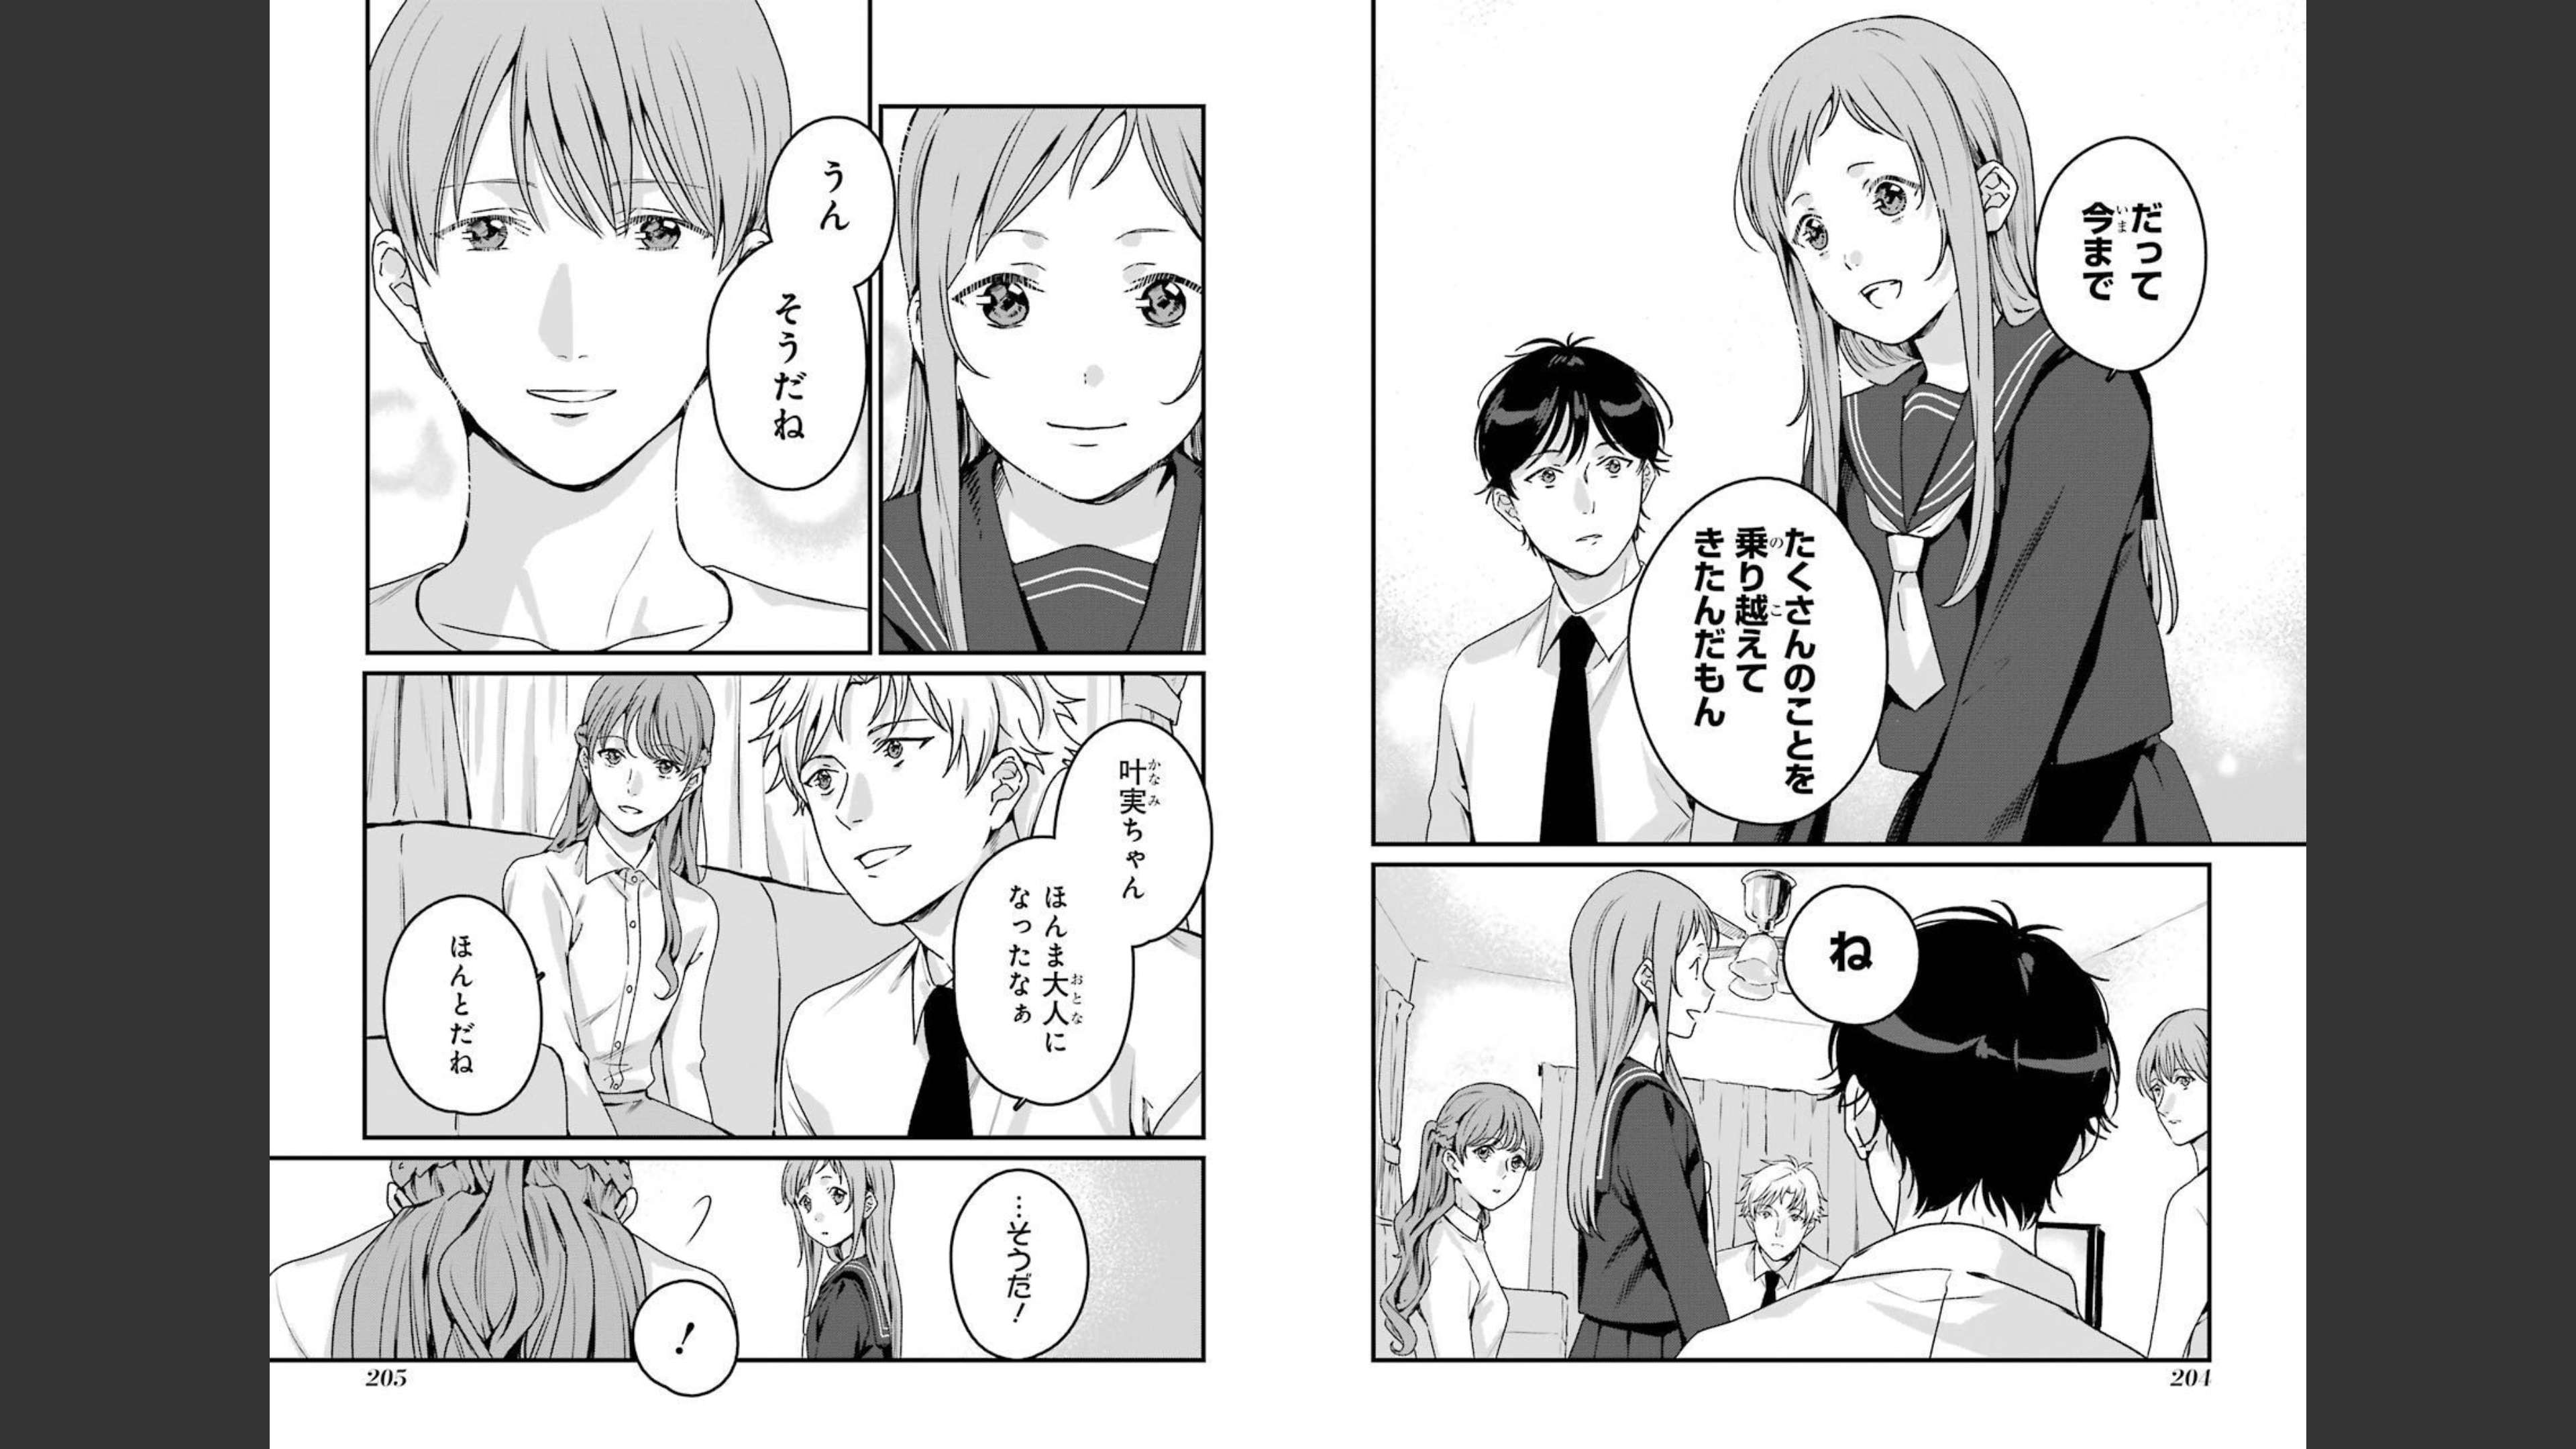 だって
今まで
たくさんのことを
乗り越えて
きたんだもん
ね
204
うん
そうだね
叶実ちゃん
ほんま大人に
なったなぁ
ほんとだね
…そうだ！
！
205